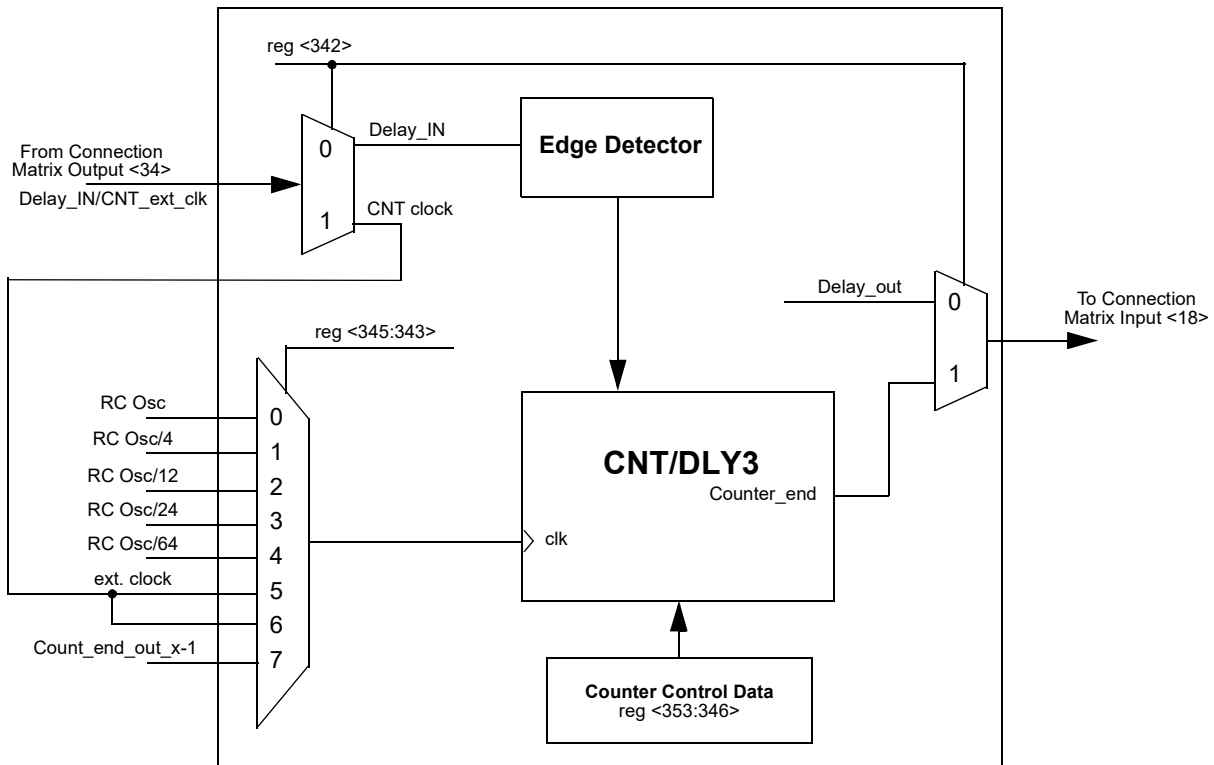 reg <342>
Edge Detector
Delay_IN
0
From Connection
Matrix Output <34>
Delay_IN/CNT_ext_clk
1
CNT clock
Delay_out
0
To Connection
Matrix Input <18>
1
reg <345:343>
RC Osc
0
RC Osc/4
1
RC Osc/12
2
RC Osc/24
3
RC Osc/64
4
ext. clock
5
6
Count_end_out_x-1
7
CNT/DLY3
Counter_end
clk
Counter Control Data
reg <353:346>